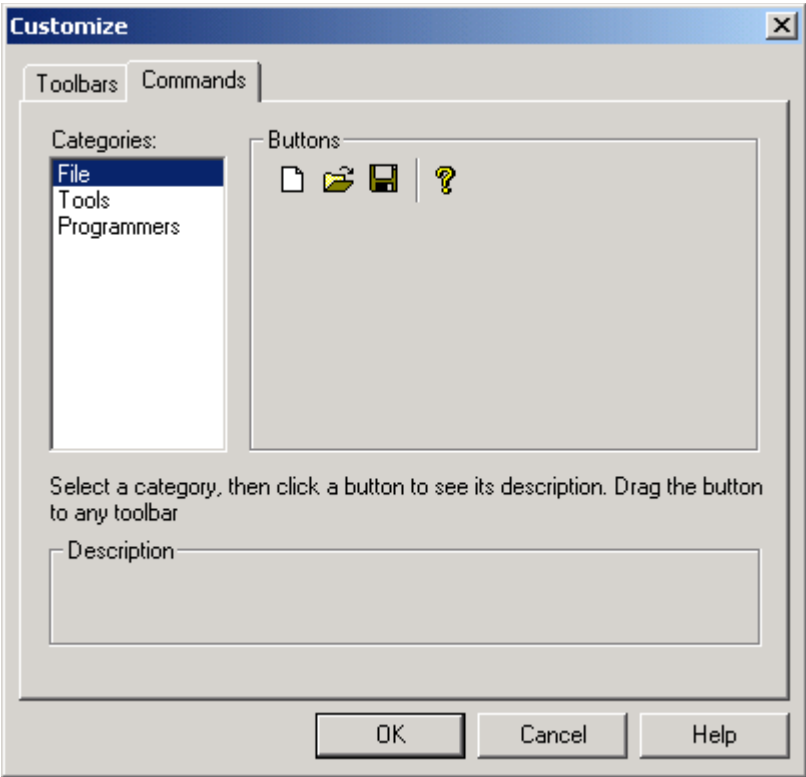 Customize
Toolbars
Commands
Categories:
Buttons
File
Tools
Programmers
Select a category, then click a button to see its description. Drag the button
to any toolbar
Description
OK
Cancel
Help